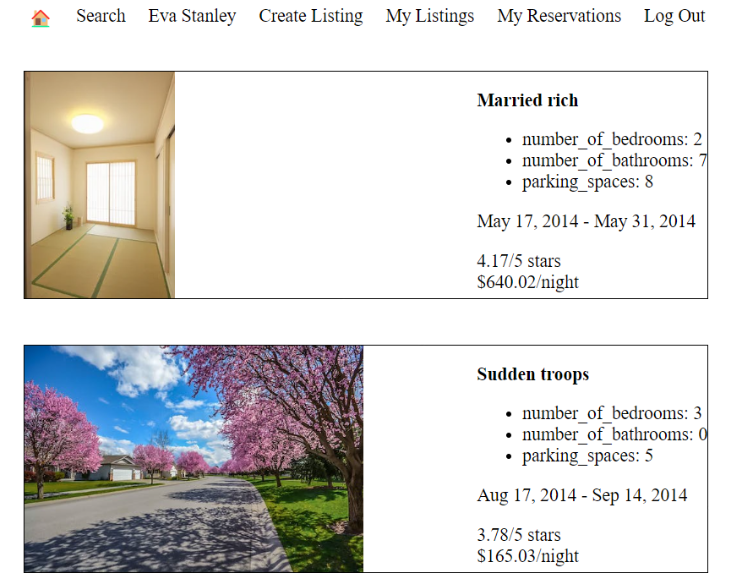 Search Eva Stanley Create Listing My Listings My Reservations Log Out
Married rich
number_of_bedrooms: 2
number_of_bathrooms: 7
parking_spaces: 8
May 17, 2014 - May 31, 2014
4.17/5 stars
$640.02/night
Sudden troops
number_of_bedrooms: 3
number_of_bathrooms: 0
parking_spaces: 5
Aug 17, 2014 - Sep 14, 2014
3.78/5 stars
$165.03/night